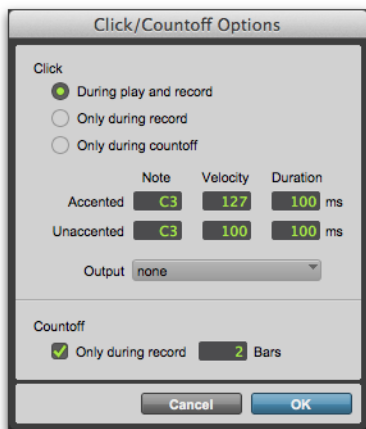 Click/Countoff Options
Click
During play and record
Only during record
Only during countoff
Note Velocity Duration
Accented C3 127 100 ms
Unaccented C3 100 100 ms
Output none
Countoff
Only during record 2 Bars
Cancel OK